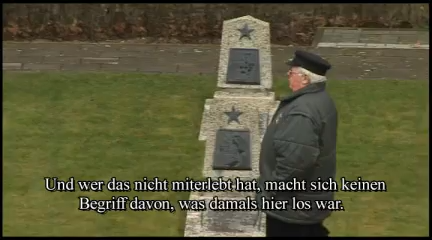 Und wer das nicht miterlebt hat, macht sich keinen
Begriff davon, was damals hier los war.